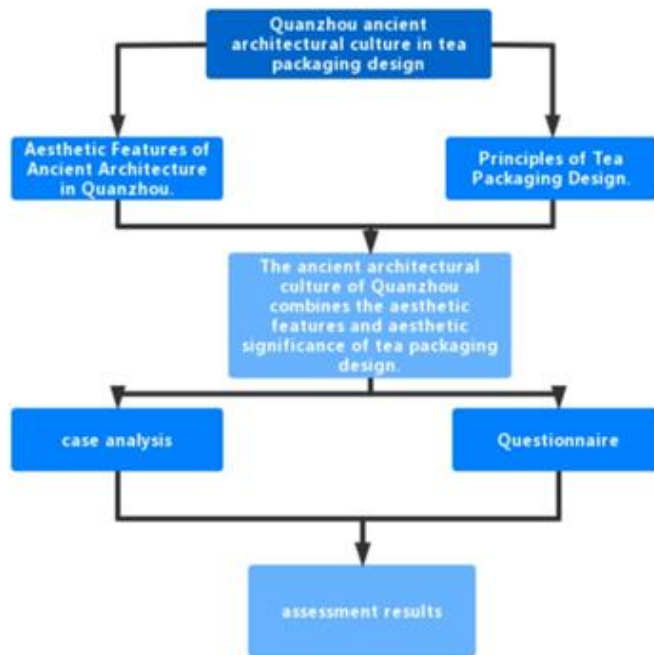 Quanzhou ancient
architectural culture in tea
packaging design
Aesthetic Features of
Ancient Architecture
in Quanzhou.
Principles of Tea
Packaging Design.
The ancient architectural
culture of Quanzhou
combines the aesthetic
features and aesthetic
significance of tea packaging
design.
case analysis
Questionnaire
assessment results